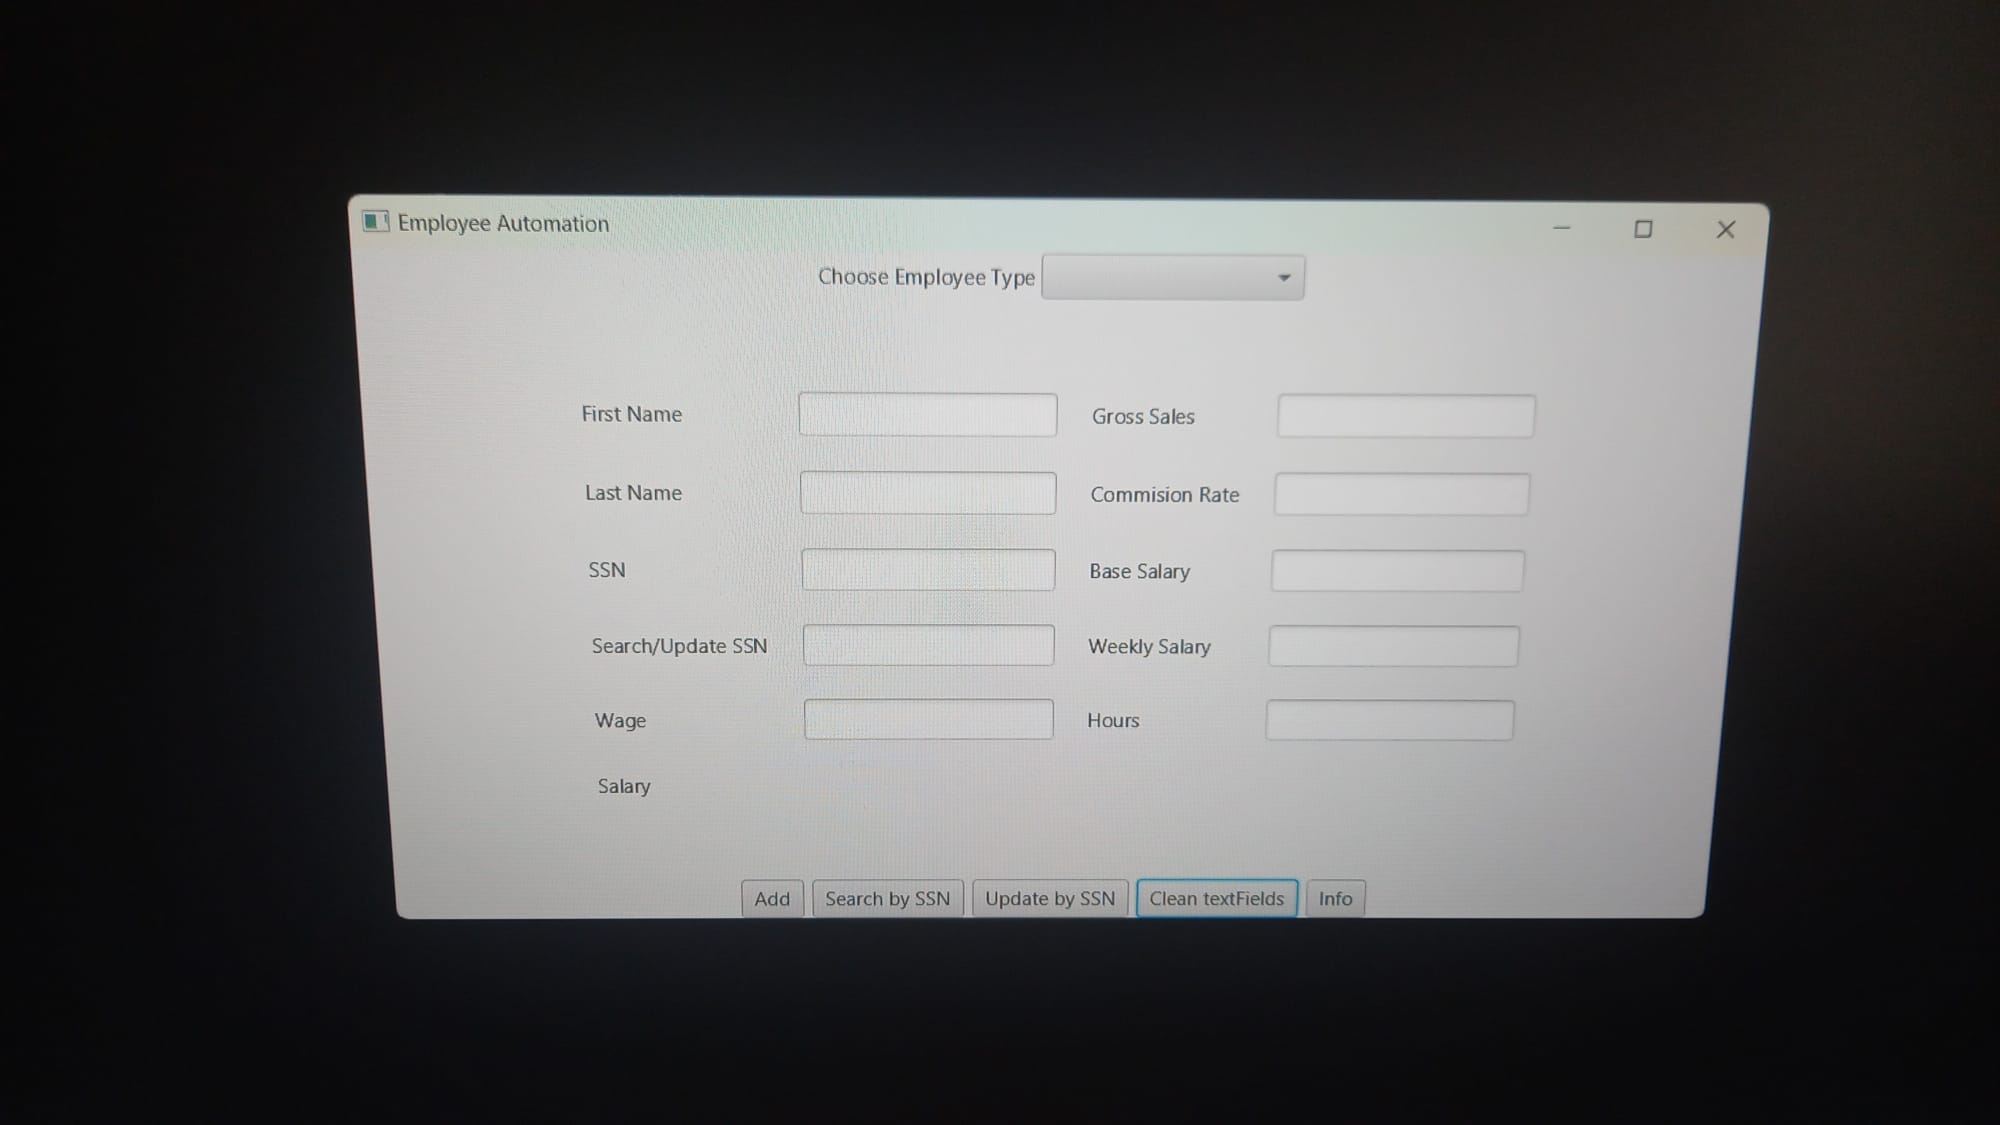 Employee Automation
Choose Employee Type
First Name Gross Sales
Last Name Commision Rate
SSN Base Salary
Search/Update SSN Weekly Salary
Wage Hours
Salary
Add Search by SSN Update by SSN Clean textFields Info